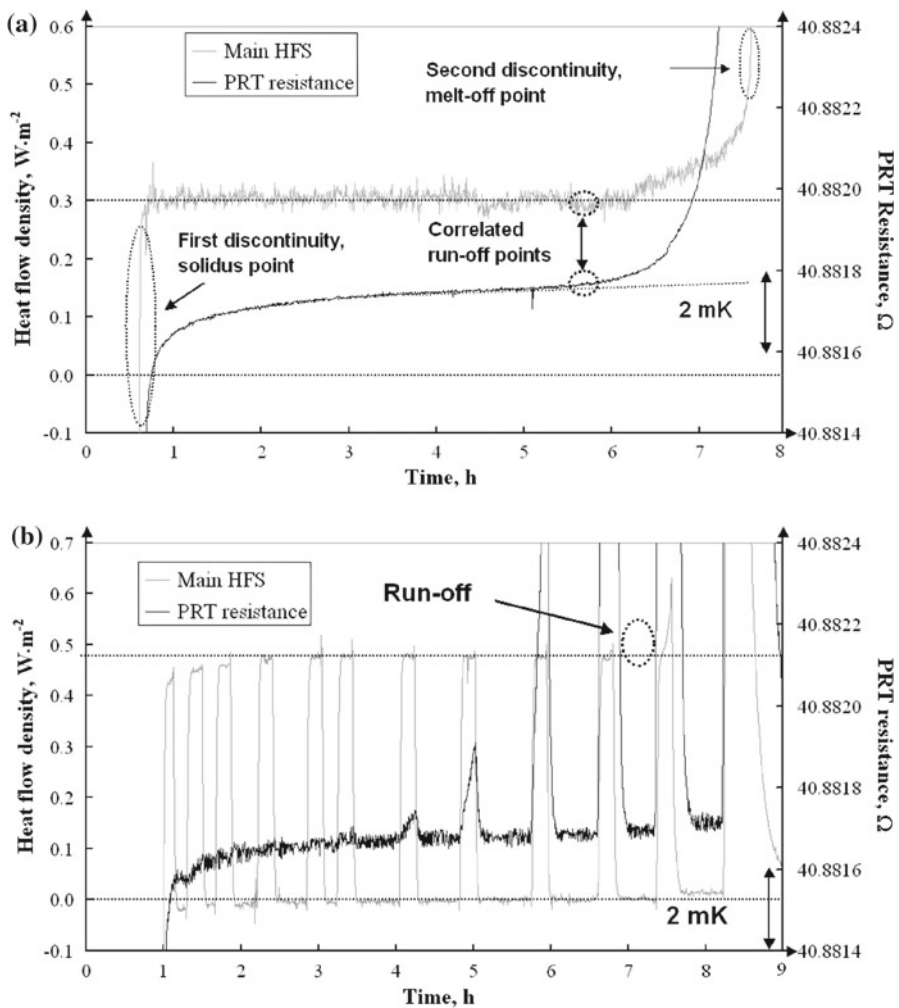 (a)
0.6
0.5
0.4
0.3
0.2
0.1
0.0
-0.1
Heat flow density, W·m⁻²
Main HFS
PRT resistance
First discontinuity,
solidus point
Second discontinuity,
melt-off point
Correlated
run-off points
2 mK
40.8824
40.8822
40.8820
40.8818
40.8816
40.8814
PRT Resistance, Ω
0 1 2 3 4 5 6 7 8
Time, h
(b)
0.7
0.6
0.5
0.4
0.3
0.2
0.1
0.0
-0.1
Heat flow density, W·m⁻²
Main HFS
PRT resistance
Run-off
2 mK
40.8824
40.8822
40.8820
40.8818
40.8816
40.8814
PRT resistance, Ω
0 1 2 3 4 5 6 7 8 9
Time, h